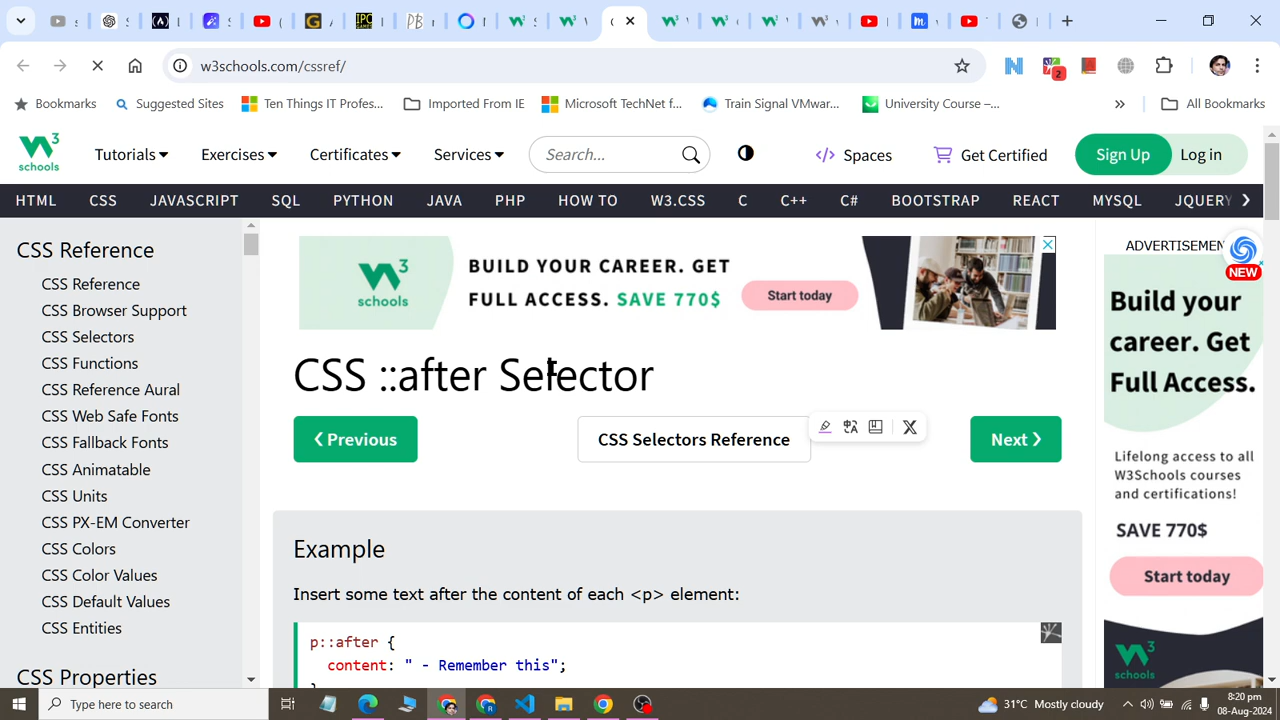 w3schools.com/cssref/
2
Bookmarks
Suggested Sites
Ten Things IT Profes...
Imported From IE
Microsoft TechNet f...
Train Signal VMwar...
University Course –...
»
All Bookmarks
W3
schools
Tutorials
Exercises
Certificates
Services
Search...
Spaces
Get Certified
Sign Up
Log in
HTML
CSS
JAVASCRIPT
SQL
PYTHON
JAVA
PHP
HOW TO
W3.CSS
C
C++
C#
BOOTSTRAP
REACT
MYSQL
JQUERY
CSS Reference
CSS Reference
CSS Browser Support
CSS Selectors
CSS Functions
CSS Reference Aural
CSS Web Safe Fonts
CSS Fallback Fonts
CSS Animatable
CSS Units
CSS PX-EM Converter
CSS Colors
CSS Color Values
CSS Default Values
CSS Entities
CSS Properties
W3
schools
BUILD YOUR CAREER. GET
FULL ACCESS. SAVE 770$
Start today
CSS ::after Selector
❮ Previous
CSS Selectors Reference
Next ❯
Example
Insert some text after the content of each <p> element:
p::after {
content: " - Remember this";
ADVERTISEMEN
NEW
Build your
career. Get
Full Access.
Lifelong access to all
W3Schools courses
and certifications!
SAVE 770$
Start today
W3
schools
Type here to search
31°C Mostly cloudy
8:20 pm
08-Aug-2024